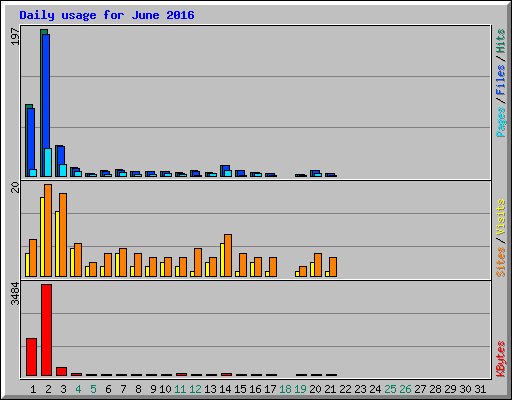 Daily usage for June 2016
197
Pages/Files/Hits
20
Sites/Visits
3484
KBytes
1 2 3 4 5 6 7 8 9 10 11 12 13 14 15 16 17 18 19 20 21 22 23 24 25 26 27 28 29 30 31